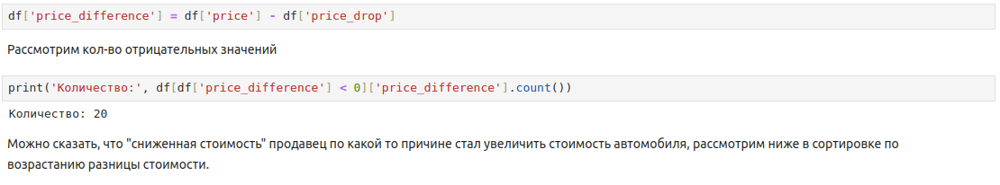 df['price_difference'] = df['price'] - df['price_drop']
Рассмотрим кол-во отрицательных значений
print('Количество:', df[df['price_difference'] < 0]['price_difference'].count())
Количество: 20
Можно сказать, что "сниженная стоимость" продавец по какой то причине стал увеличить стоимость автомобиля, рассмотрим ниже в сортировке по
возрастанию разницы стоимости.